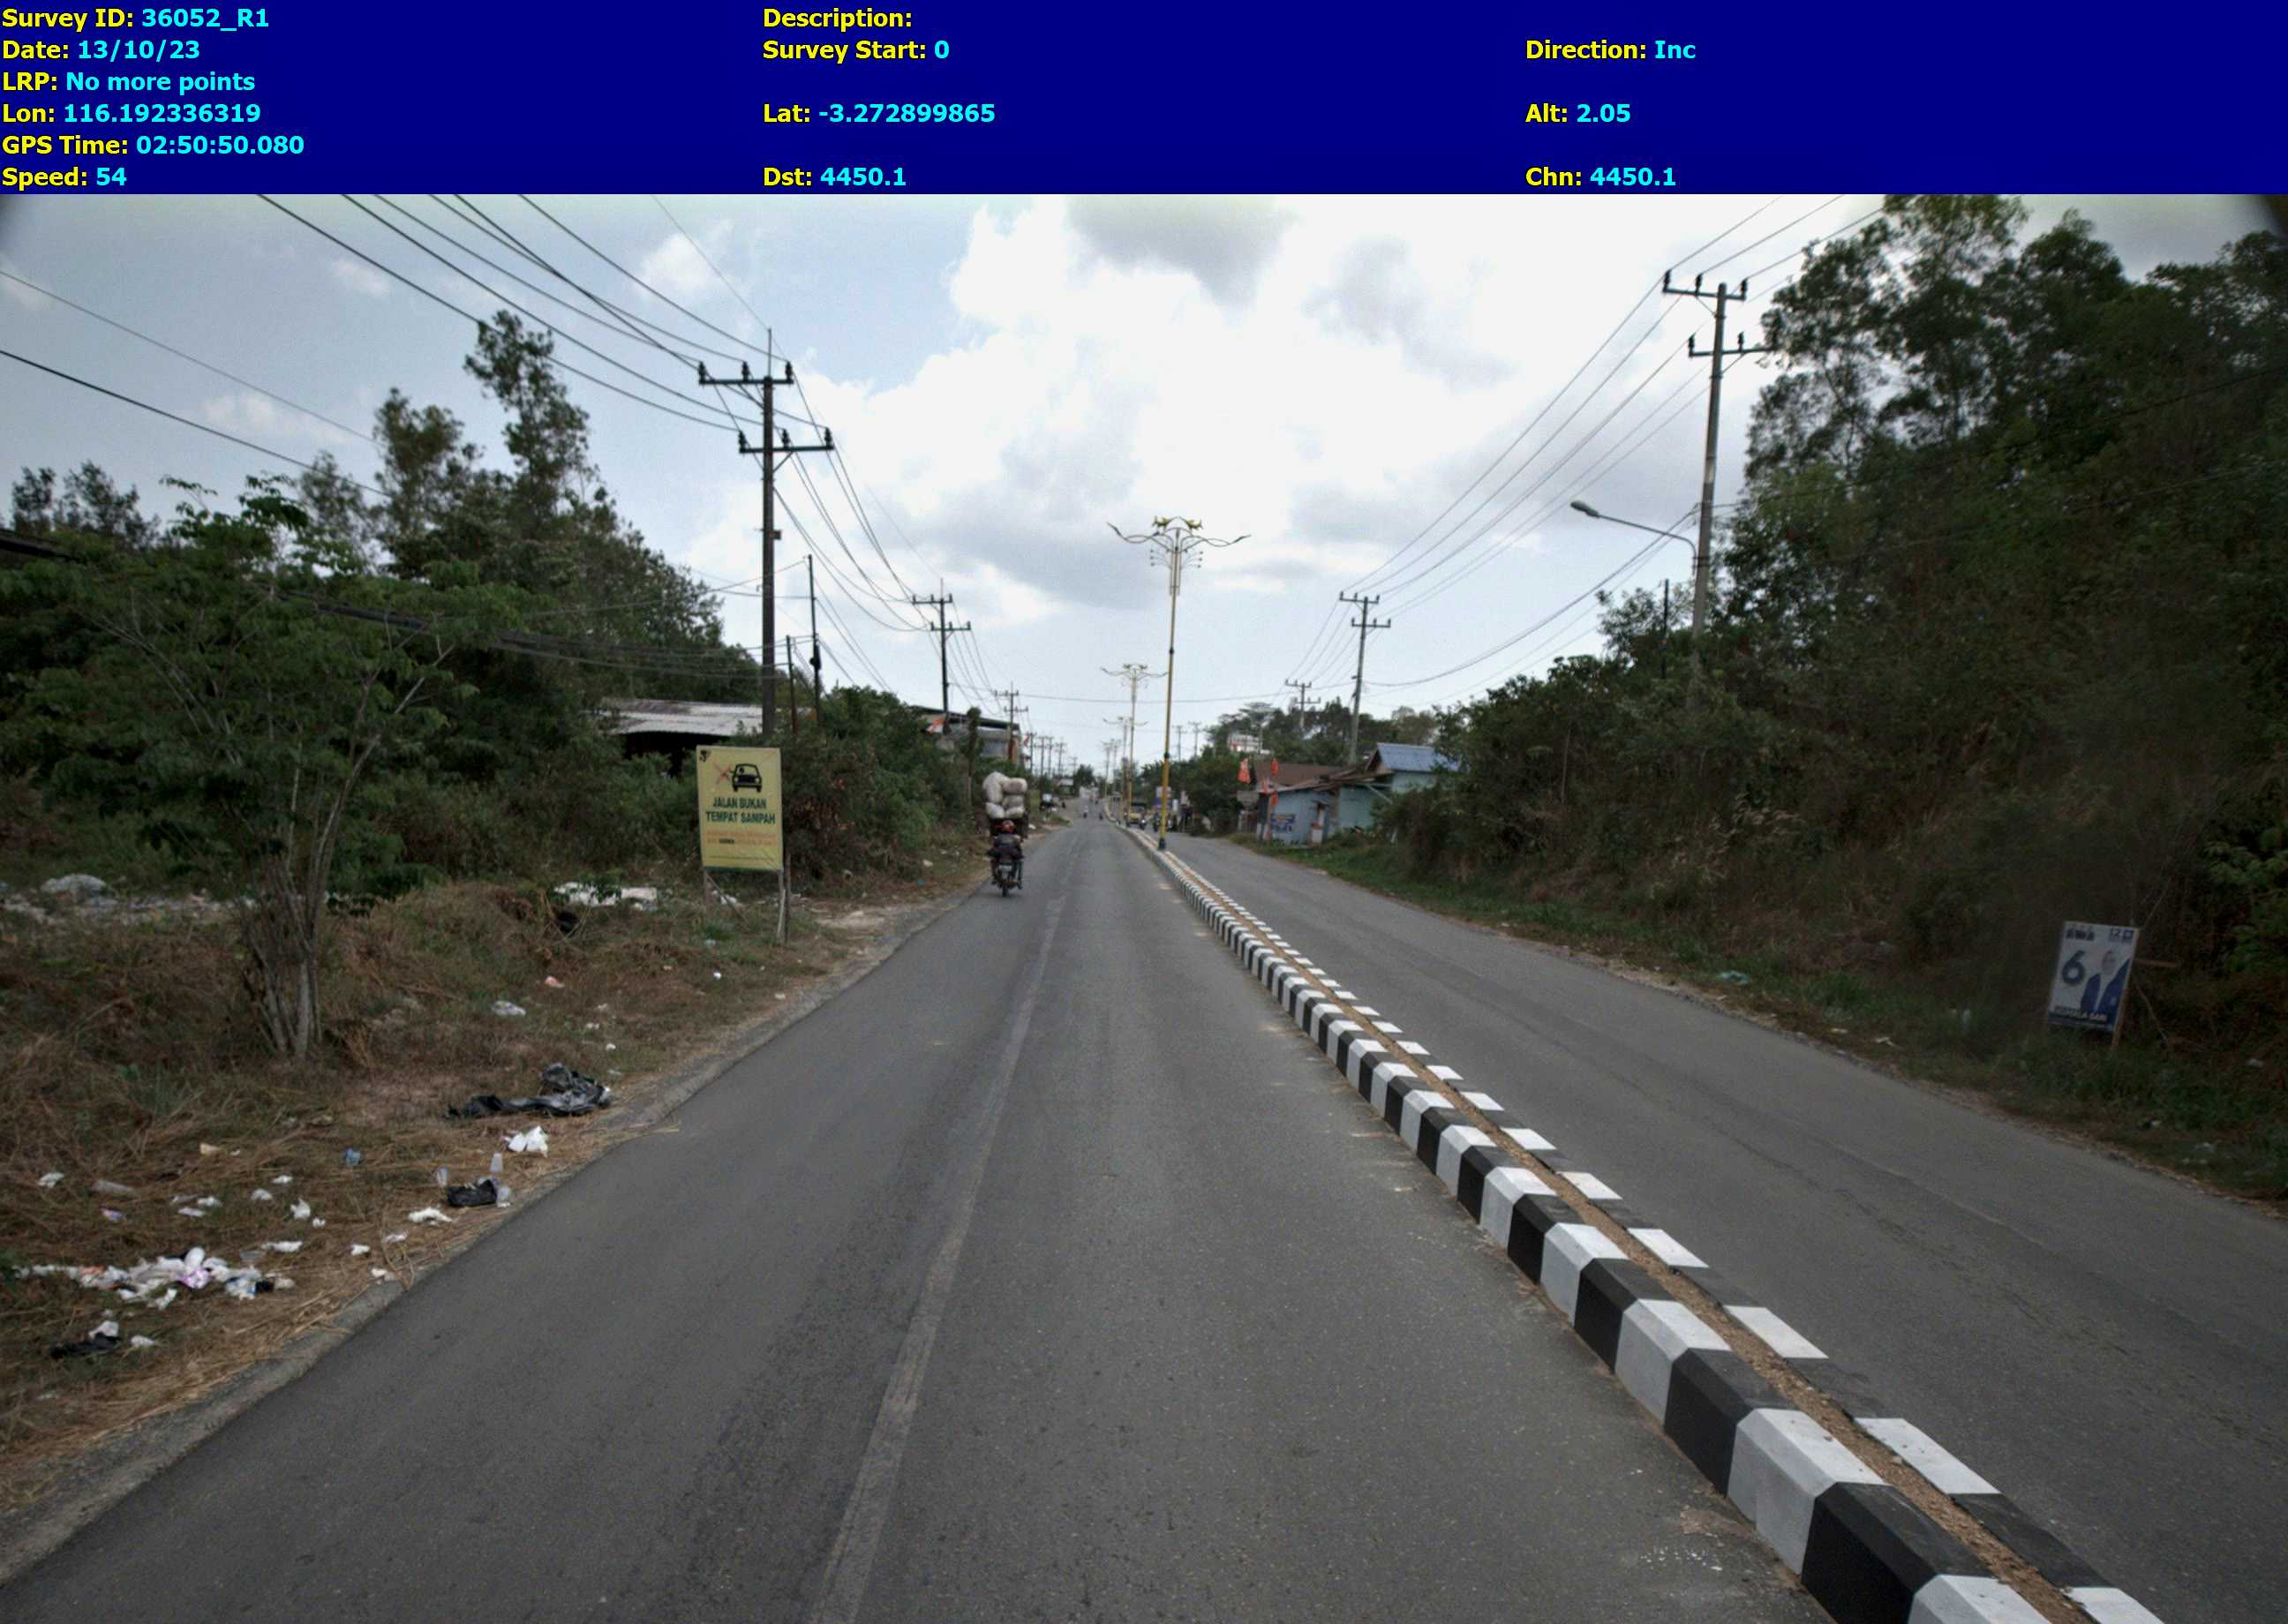 Survey ID: 36052_R1
Description:
Date: 13/10/23
Survey Start: 0
Direction: Inc
LRP: No more points
Lon: 116.192336319
Lat: -3.272899865
Alt: 2.05
GPS Time: 02:50:50.080
Speed: 54
Dst: 4450.1
Chn: 4450.1
JALAN BUKAN
TEMPAT SAMPAH
6